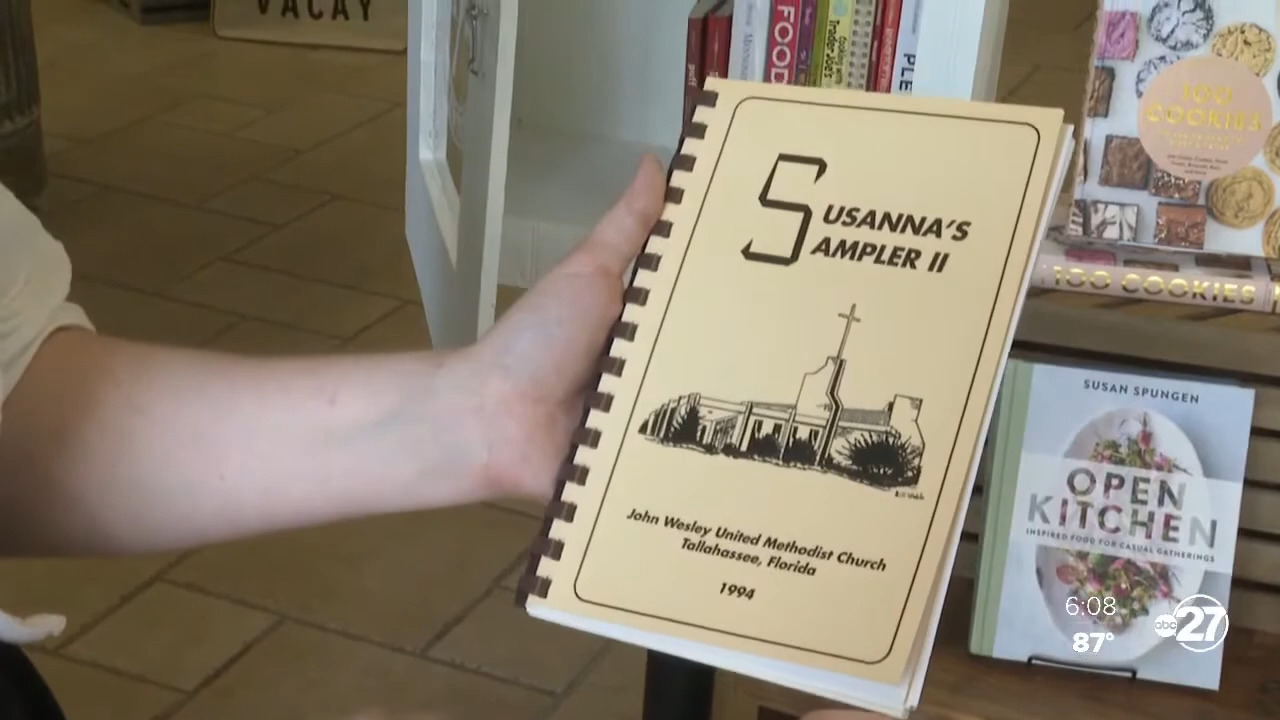 VACAY
FOOD
Trader Joe's
PLE
SUSANNA'S
SAMPLER II
John Wesley United Methodist Church
Tallahassee, Florida
1994
100
COOKIES
100 COOKIES
SUSAN SPUNGEN
OPEN
KITCHEN
INSPIRED FOOD FOR CASUAL GATHERINGS
6:08
87°
abc 27